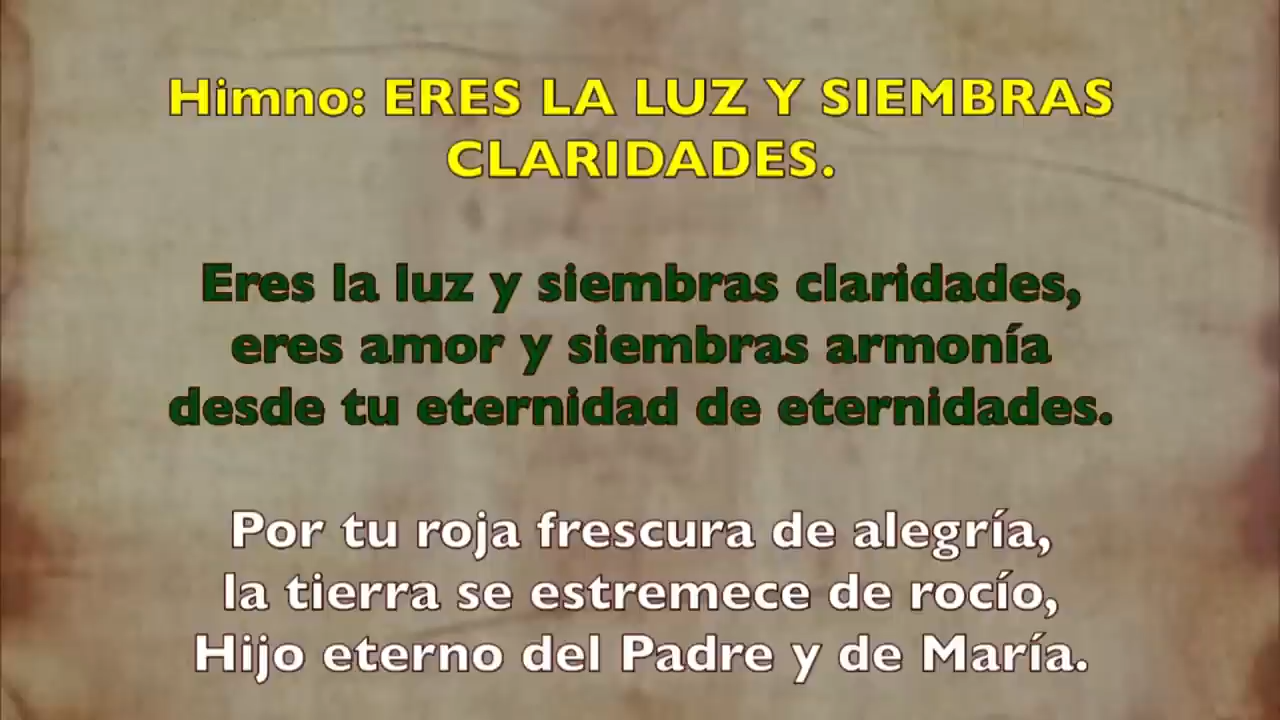 Himno: ERES LA LUZ Y SIEMBRAS
CLARIDADES.
Eres la luz y siembras claridades,
eres amor y siembras armonía
desde tu eternidad de eternidades.
Por tu roja frescura de alegría,
la tierra se estremece de rocío,
Hijo eterno del Padre y de María.